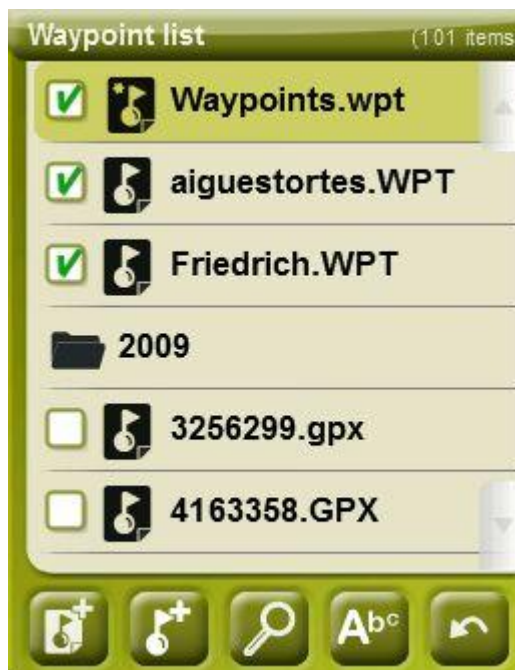 Waypoint list (101 items
Waypoints.wpt
aiguestortes.WPT
Friedrich.WPT
2009
3256299.gpx
4163358.GPX
Abc